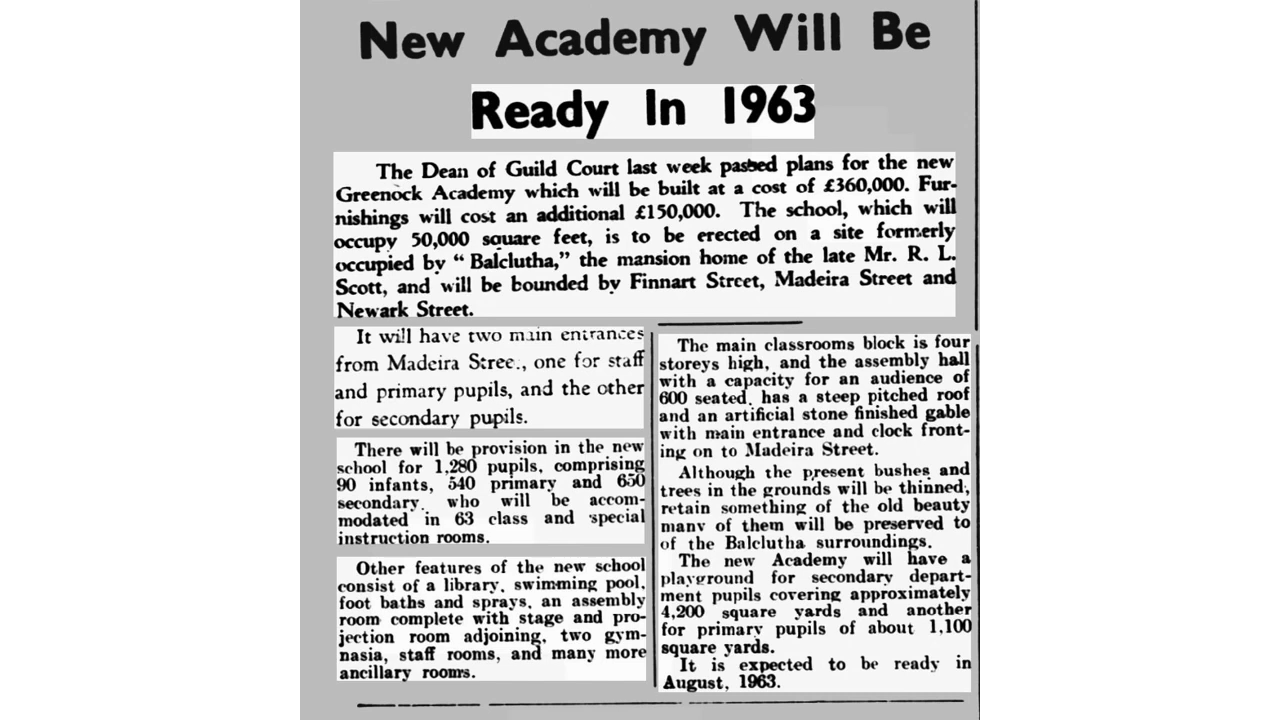 New Academy Will Be
Ready In 1963
The Dean of Guild Court last week passed plans for the new
Greenock Academy which will be built at a cost of £360,000. Fur-
nishings will cost an additional £150,000. The school, which will
occupy 50,000 square feet, is to be erected on a site formerly
occupied by “ Balclutha,” the mansion home of the late Mr. R. L.
Scott, and will be bounded by Finnart Street, Madeira Street and
Newark Street.
It will have two main entrances
from Madeira Stree., one for staff
and primary pupils, and the other
for secondary pupils.
There will be provision in the new
school for 1,280 pupils, comprising
90 infants, 540 primary and 650
secondary, who will be accom-
modated in 63 class and special
instruction rooms.
Other features of the new school
consist of a library, swimming pool,
foot baths and sprays, an assembly
room complete with stage and pro-
jection room adjoining, two gym-
nasia, staff rooms, and many more
ancillary rooms.
The main classrooms block is four
storeys high, and the assembly hall
with a capacity for an audience of
600 seated, has a steep pitched roof
and an artificial stone finished gable
with main entrance and clock front-
ing on to Madeira Street.
Although the present bushes and
trees in the grounds will be thinned,
retain something of the old beauty
many of them will be preserved to
of the Balclutha surroundings.
The new Academy will have a
playground for secondary depart-
ment pupils covering approximately
4,200 square yards and another
for primary pupils of about 1,100
square yards.
It is expected to be ready in
August, 1963.